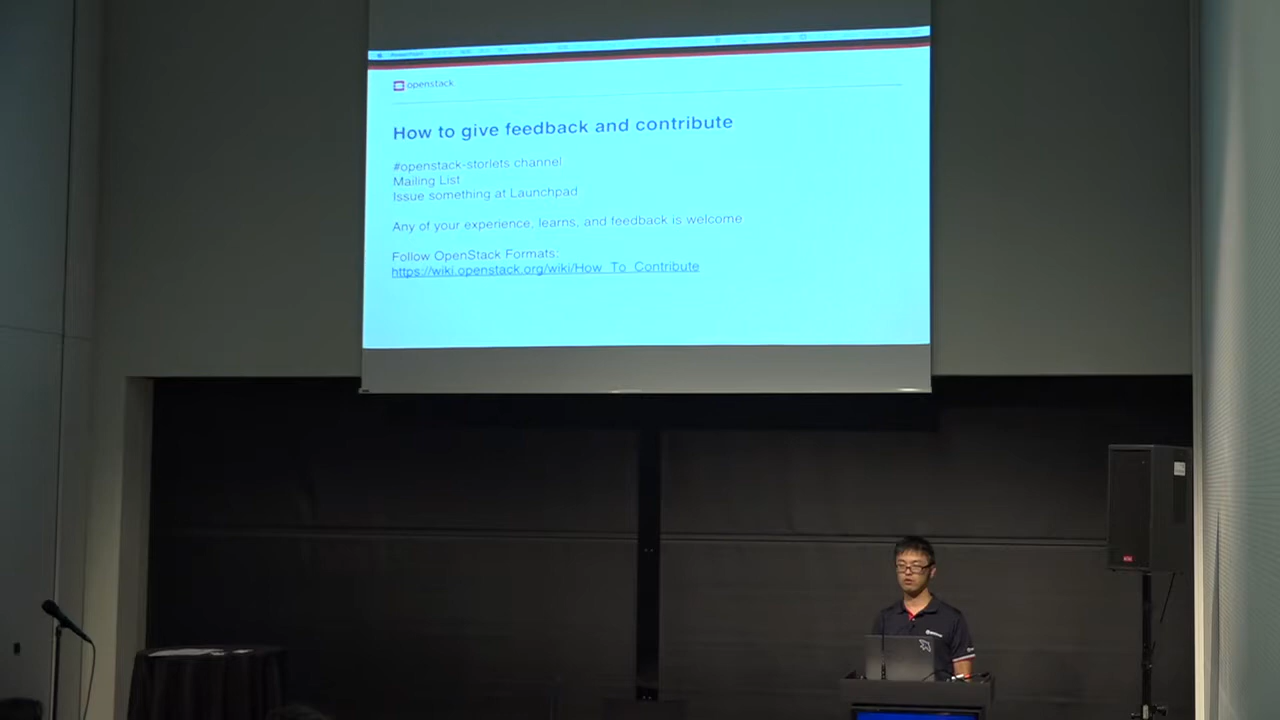 openstack
How to give feedback and contribute
#openstack-storlets channel
Mailing List
Issue something at Launchpad
Any of your experience, learns, and feedback is welcome
Follow OpenStack Formats:
https://wiki.openstack.org/wiki/How_To_Contribute